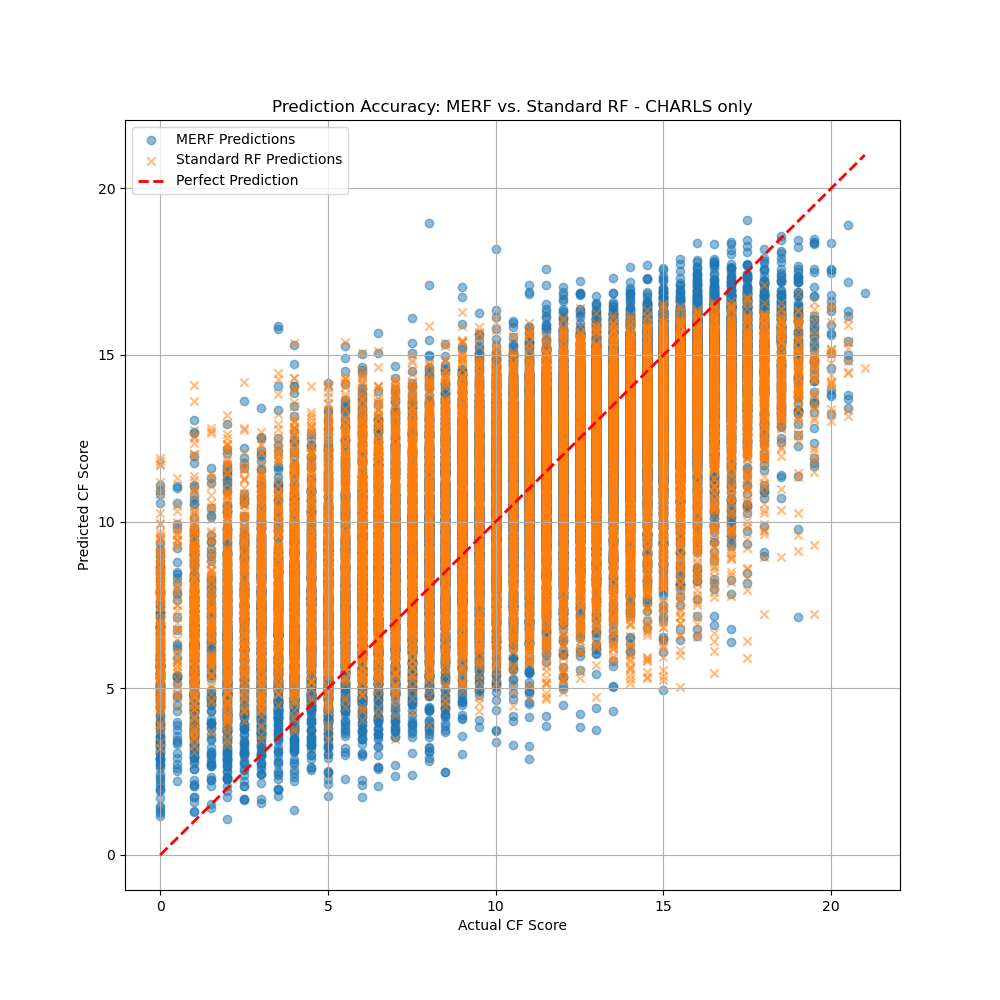 Prediction Accuracy: MERF vs. Standard RF - CHARLS only
MERF Predictions
Standard RF Predictions
Perfect Prediction
20
15
10
5
0
Predicted CF Score
0 5 10 15 20
Actual CF Score